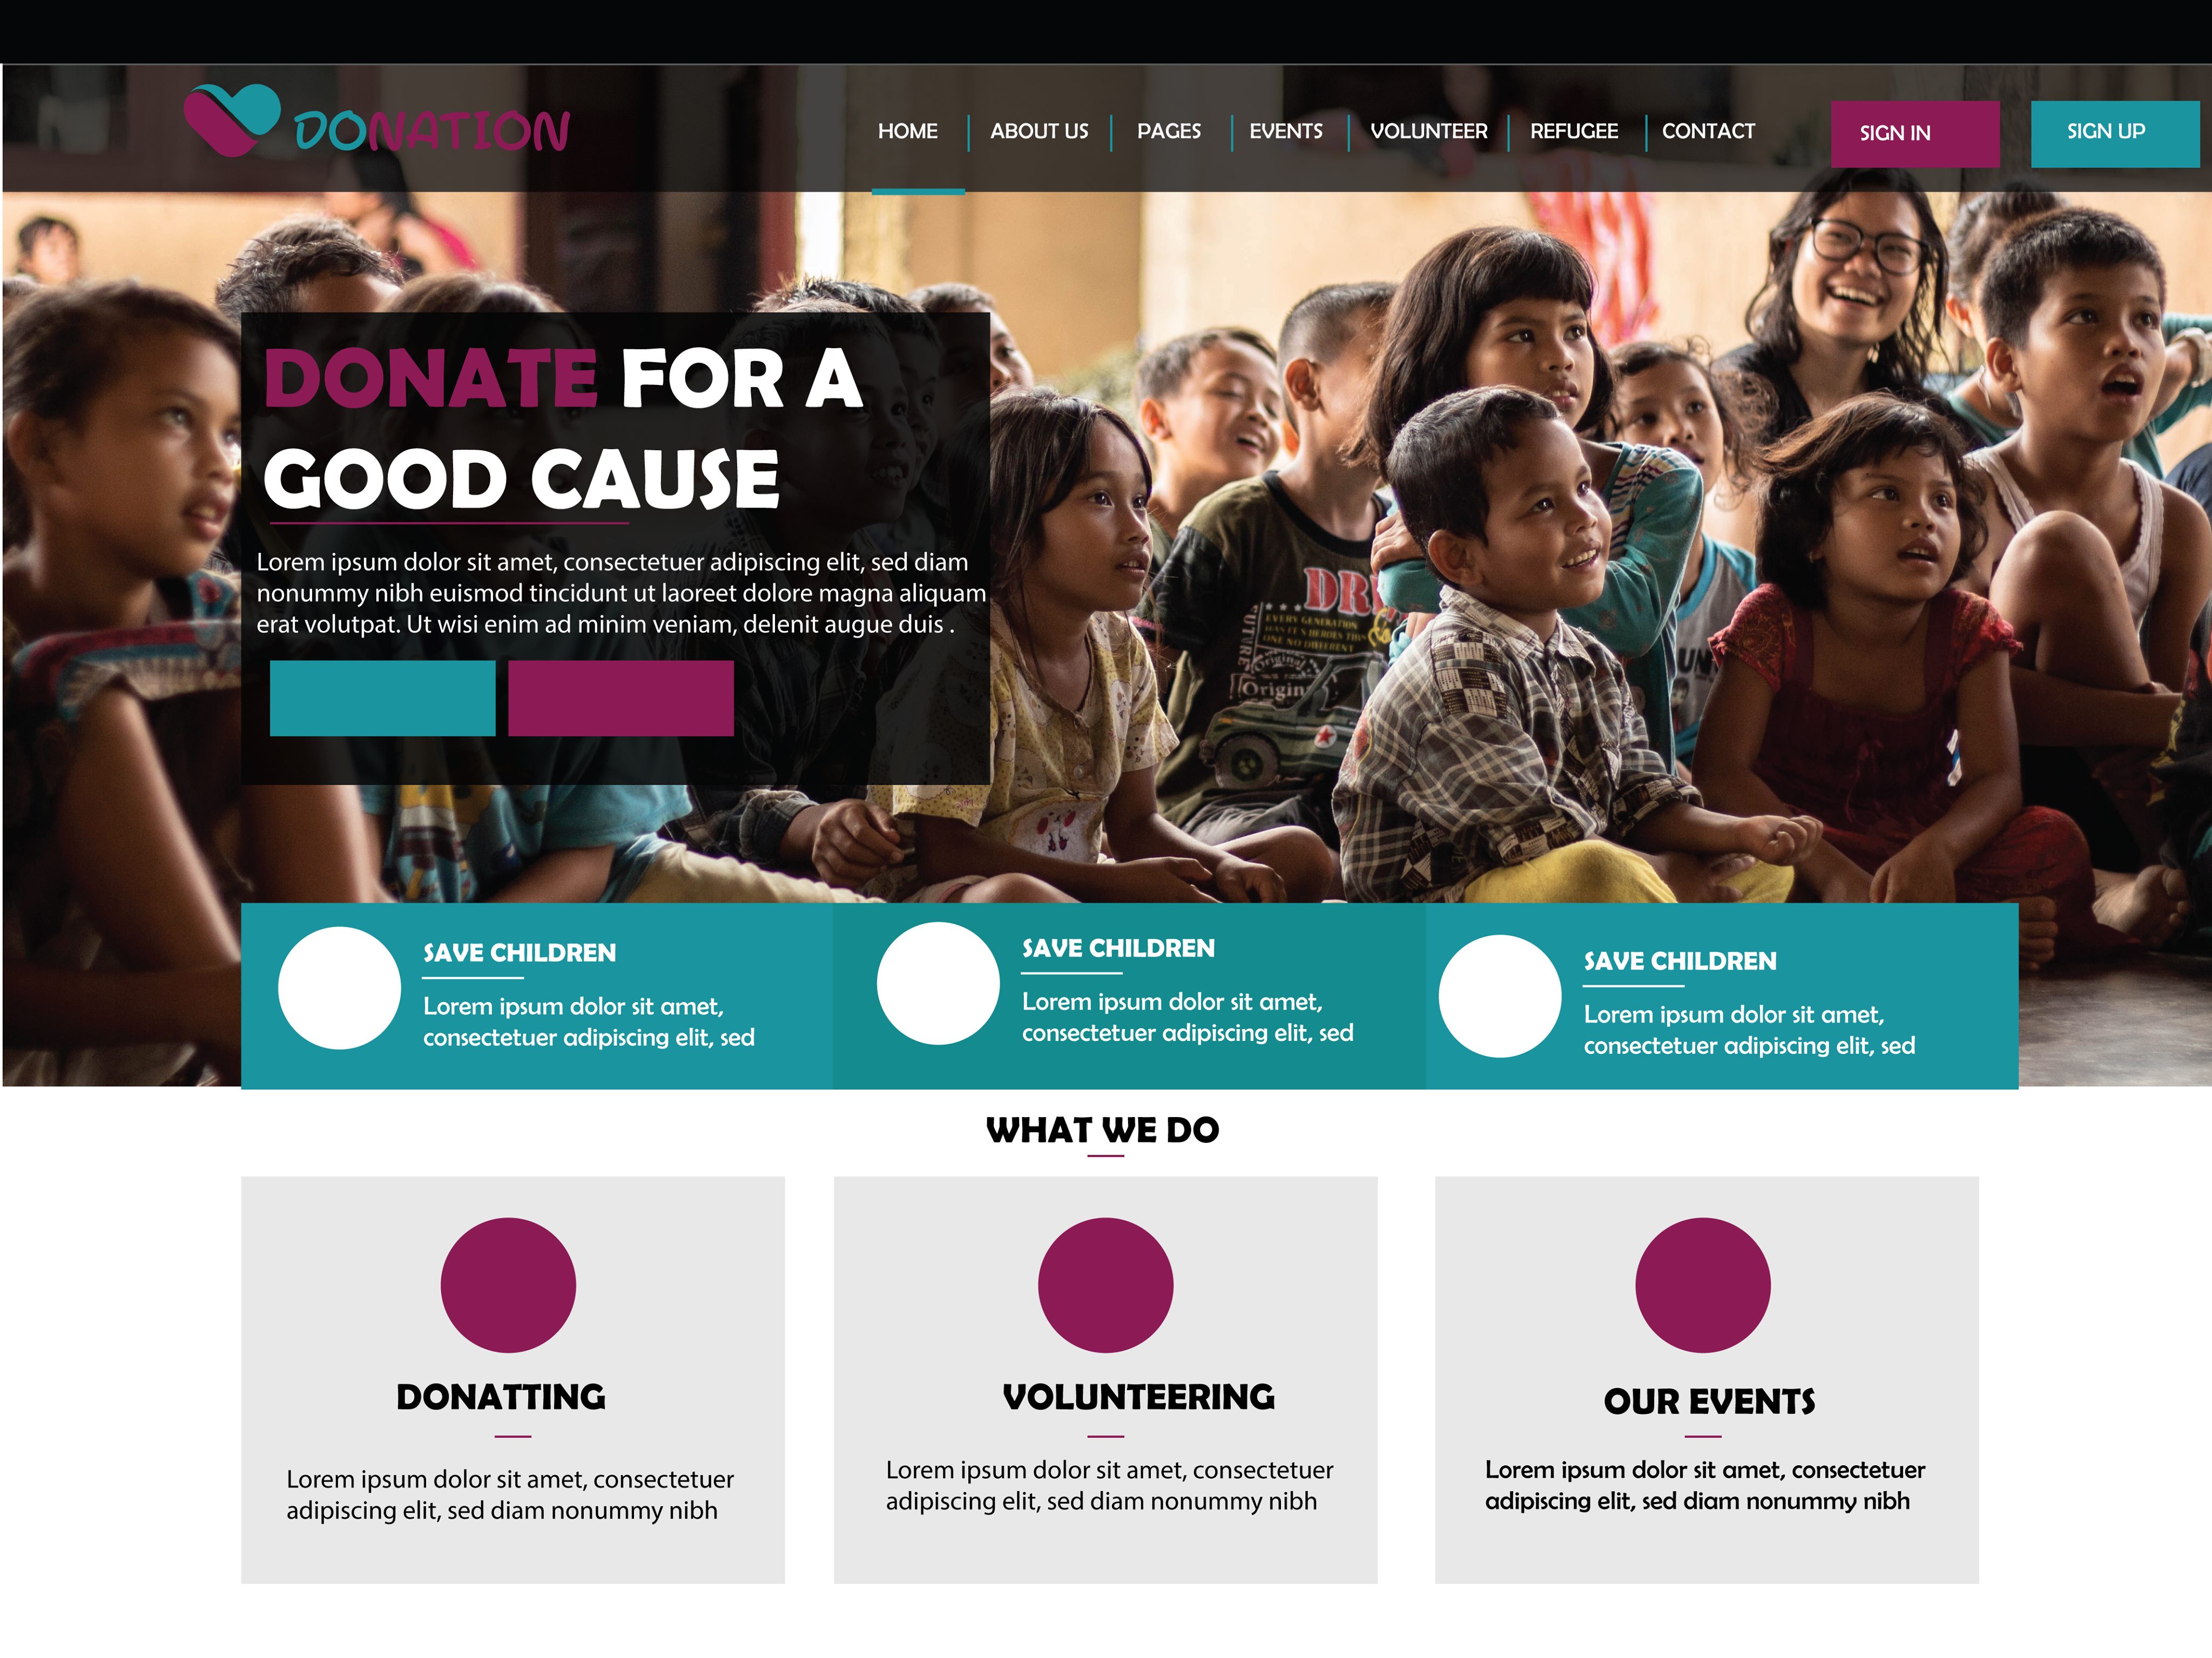 DONATION
HOME
ABOUT US
PAGES
EVENTS
VOLUNTEER
REFUGEE
CONTACT
SIGN IN
SIGN UP
DONATE FOR A
GOOD CAUSE
Lorem ipsum dolor sit amet, consectetuer adipiscing elit, sed diam
nonummy nibh euismod tincidunt ut laoreet dolore magna aliquam
erat volutpat. Ut wisi enim ad minim veniam, delenit augue duis .
EVERY GENERATION
Original
Origin
SAVE CHILDREN
Lorem ipsum dolor sit amet,
consectetuer adipiscing elit, sed
SAVE CHILDREN
Lorem ipsum dolor sit amet,
consectetuer adipiscing elit, sed
SAVE CHILDREN
Lorem ipsum dolor sit amet,
consectetuer adipiscing elit, sed
WHAT WE DO
DONATTING
Lorem ipsum dolor sit amet, consectetuer
adipiscing elit, sed diam nonummy nibh
VOLUNTEERING
Lorem ipsum dolor sit amet, consectetuer
adipiscing elit, sed diam nonummy nibh
OUR EVENTS
Lorem ipsum dolor sit amet, consectetuer
adipiscing elit, sed diam nonummy nibh